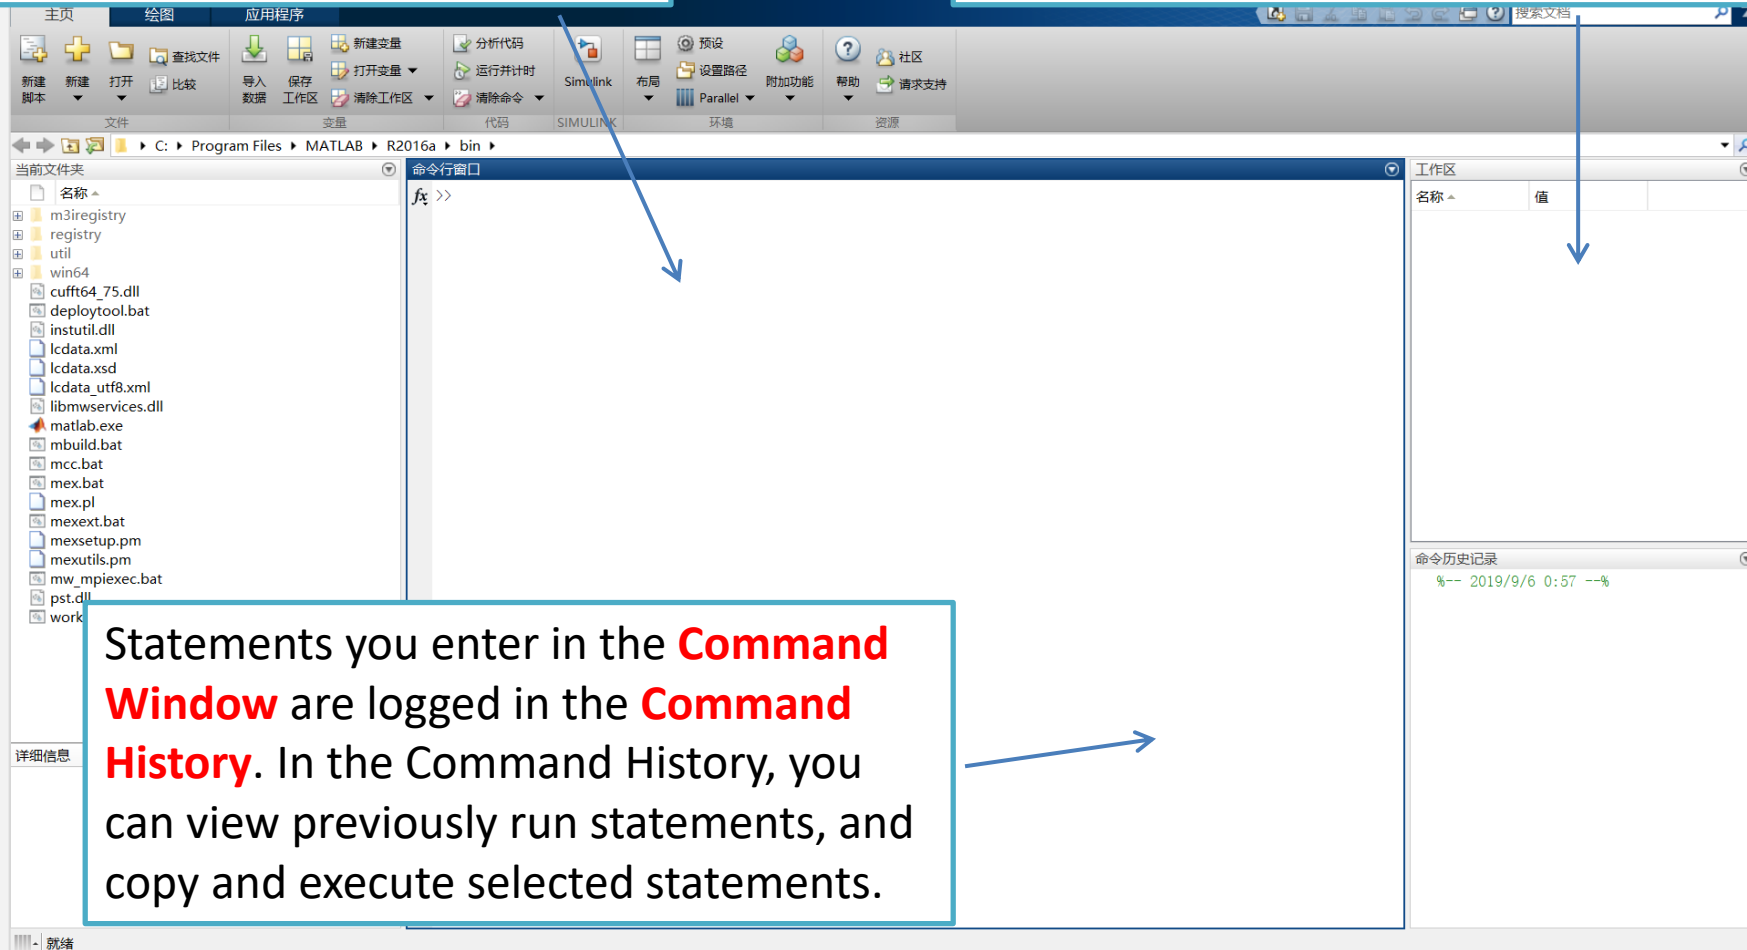 主页 绘图 应用程序
搜索文档
新建脚本 新建 打开 查找文件 比较
导入数据 保存工作区 新建变量 打开变量 清除工作区
分析代码 运行并计时 清除命令
Simulink
布局 预设 设置路径 Parallel 附加功能
帮助 社区 请求支持
文件 变量 代码 SIMULINK 环境 资源
C: Program Files MATLAB R2016a bin
当前文件夹
名称
m3iregistry
registry
util
win64
cufft64_75.dll
deploytool.bat
instutil.dll
lcdata.xml
lcdata.xsd
lcdata_utf8.xml
libmwservices.dll
matlab.exe
mbuild.bat
mcc.bat
mex.bat
mex.pl
mexext.bat
mexsetup.pm
mexutils.pm
mw_mpiexec.bat
pst.dll
work
详细信息
就绪
命令行窗口
fx >>
工作区
名称 值
命令历史记录
%-- 2019/9/6 0:57 --%
Statements you enter in the Command
Window are logged in the Command
History. In the Command History, you
can view previously run statements, and
copy and execute selected statements.